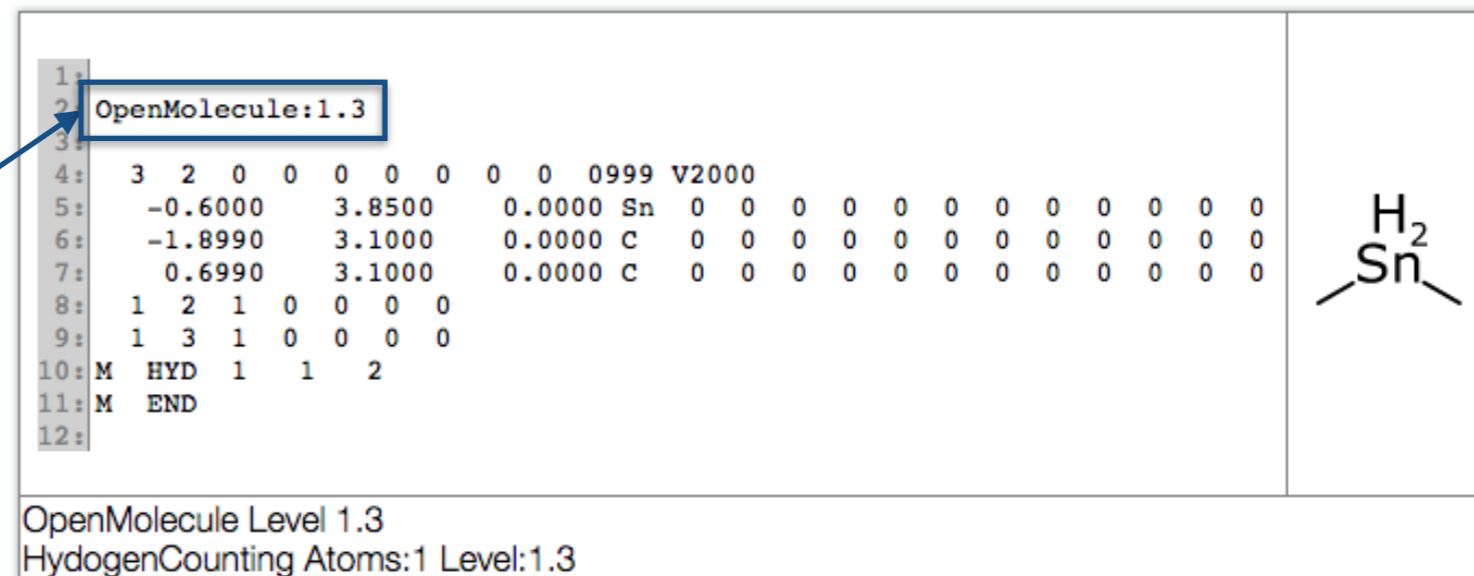 1:
2: OpenMolecule:1.3
3:
4: 3 2 0 0 0 0 0 0 0 0999 V2000
5: -0.6000 3.8500 0.0000 Sn 0 0 0 0 0 0 0 0 0 0 0 0
6: -1.8990 3.1000 0.0000 C 0 0 0 0 0 0 0 0 0 0 0 0
7: 0.6990 3.1000 0.0000 C 0 0 0 0 0 0 0 0 0 0 0 0
8: 1 2 1 0 0 0 0
9: 1 3 1 0 0 0 0
10: M HYD 1 1 2
11: M END
12:
H2
Sn
OpenMolecule Level 1.3
HydogenCounting Atoms:1 Level:1.3